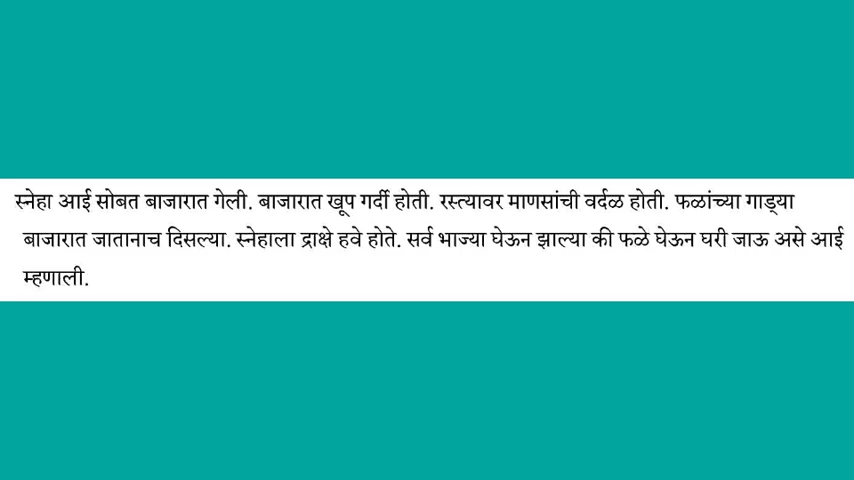 स्नेहा आई सोबत बाजारात गेली. बाजारात खूप गर्दी होती. रस्त्यावर माणसांची वर्दळ होती. फळांच्या गाड्या
बाजारात जातानाच दिसल्या. स्नेहाला द्राक्षे हवे होते. सर्व भाज्या घेऊन झाल्या की फळे घेऊन घरी जाऊ असे आई
म्हणाली.